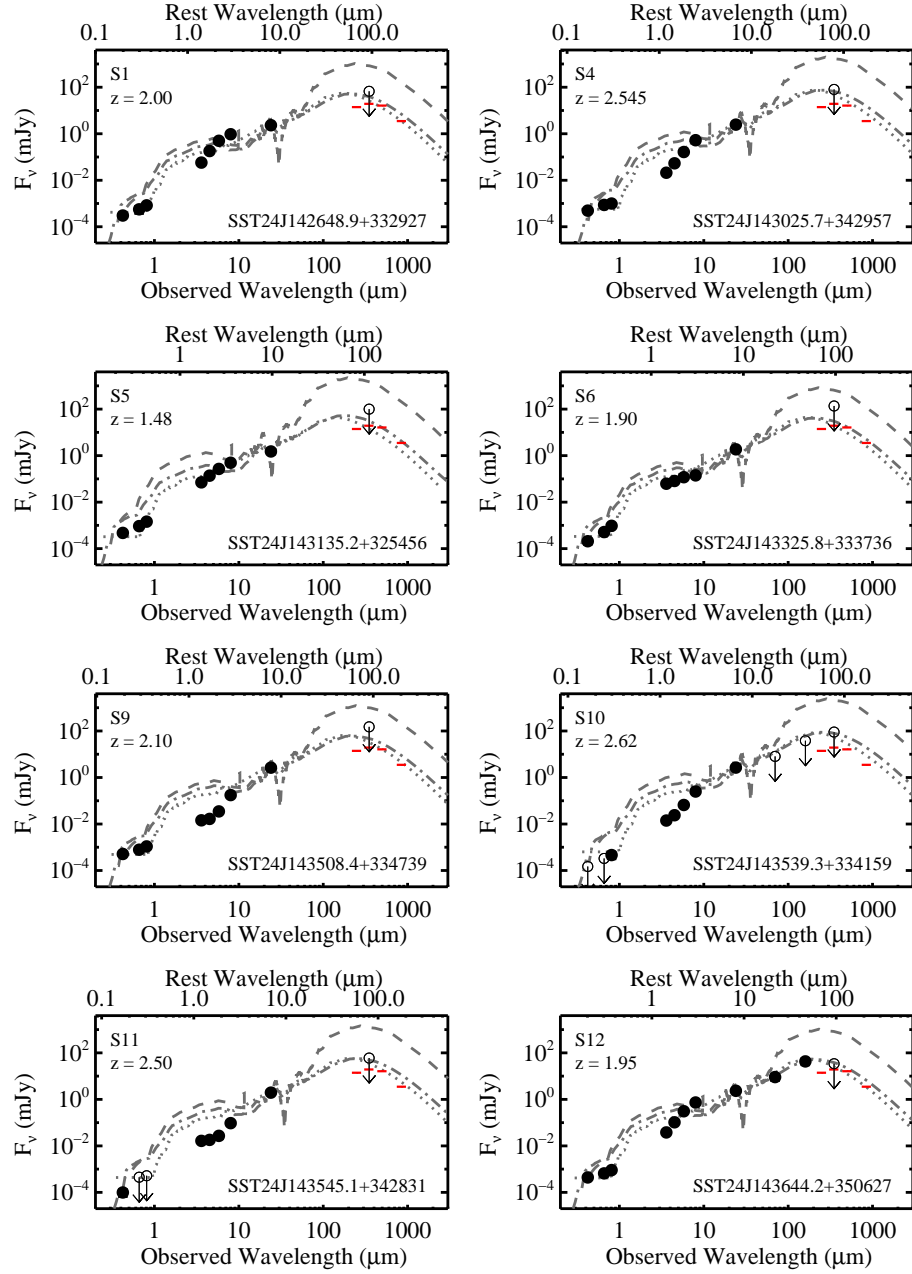 Rest Wavelength (μm)
0.1 1.0 10.0 100.0
S1
z = 2.00
F_ν (mJy)
10^2
10^0
10^-2
10^-4
SST24J142648.9+332927
1 10 100 1000
Observed Wavelength (μm)
Rest Wavelength (μm)
0.1 1.0 10.0 100.0
S4
z = 2.545
F_ν (mJy)
10^2
10^0
10^-2
10^-4
SST24J143025.7+342957
1 10 100 1000
Observed Wavelength (μm)
Rest Wavelength (μm)
1 10 100
S5
z = 1.48
F_ν (mJy)
10^2
10^0
10^-2
10^-4
SST24J143135.2+325456
1 10 100 1000
Observed Wavelength (μm)
Rest Wavelength (μm)
1 10 100
S6
z = 1.90
F_ν (mJy)
10^2
10^0
10^-2
10^-4
SST24J143325.8+333736
1 10 100 1000
Observed Wavelength (μm)
Rest Wavelength (μm)
0.1 1.0 10.0 100.0
S9
z = 2.10
F_ν (mJy)
10^2
10^0
10^-2
10^-4
SST24J143508.4+334739
1 10 100 1000
Observed Wavelength (μm)
Rest Wavelength (μm)
0.1 1.0 10.0 100.0
S10
z = 2.62
F_ν (mJy)
10^2
10^0
10^-2
10^-4
SST24J143539.3+334159
1 10 100 1000
Observed Wavelength (μm)
Rest Wavelength (μm)
0.1 1.0 10.0 100.0
S11
z = 2.50
F_ν (mJy)
10^2
10^0
10^-2
10^-4
SST24J143545.1+342831
1 10 100 1000
Observed Wavelength (μm)
Rest Wavelength (μm)
1 10 100
S12
z = 1.95
F_ν (mJy)
10^2
10^0
10^-2
10^-4
SST24J143644.2+350627
1 10 100 1000
Observed Wavelength (μm)